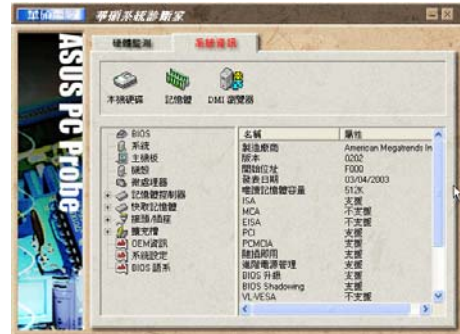 華碩系統診斷家
ASUS PC Probe
硬體監測
系統資訊
本機硬碟
記憶體
DMI 瀏覽器
BIOS
系統
主機板
機殼
微處理器
記憶體控制器
快取記憶體
接頭/插座
擴充槽
OEM資訊
系統設定
BIOS 語系
名稱 屬性
製造廠商 American Megatrends In
版本 0202
開始位址 F000
發表日期 03/04/2003
唯讀記憶體容量 512K
ISA 支援
MCA 不支援
EISA 不支援
PCI 支援
PCMCIA 支援
隨插即用 支援
進階電源管理 支援
BIOS 升級 支援
BIOS Shadowing 支援
VL-VESA 不支援